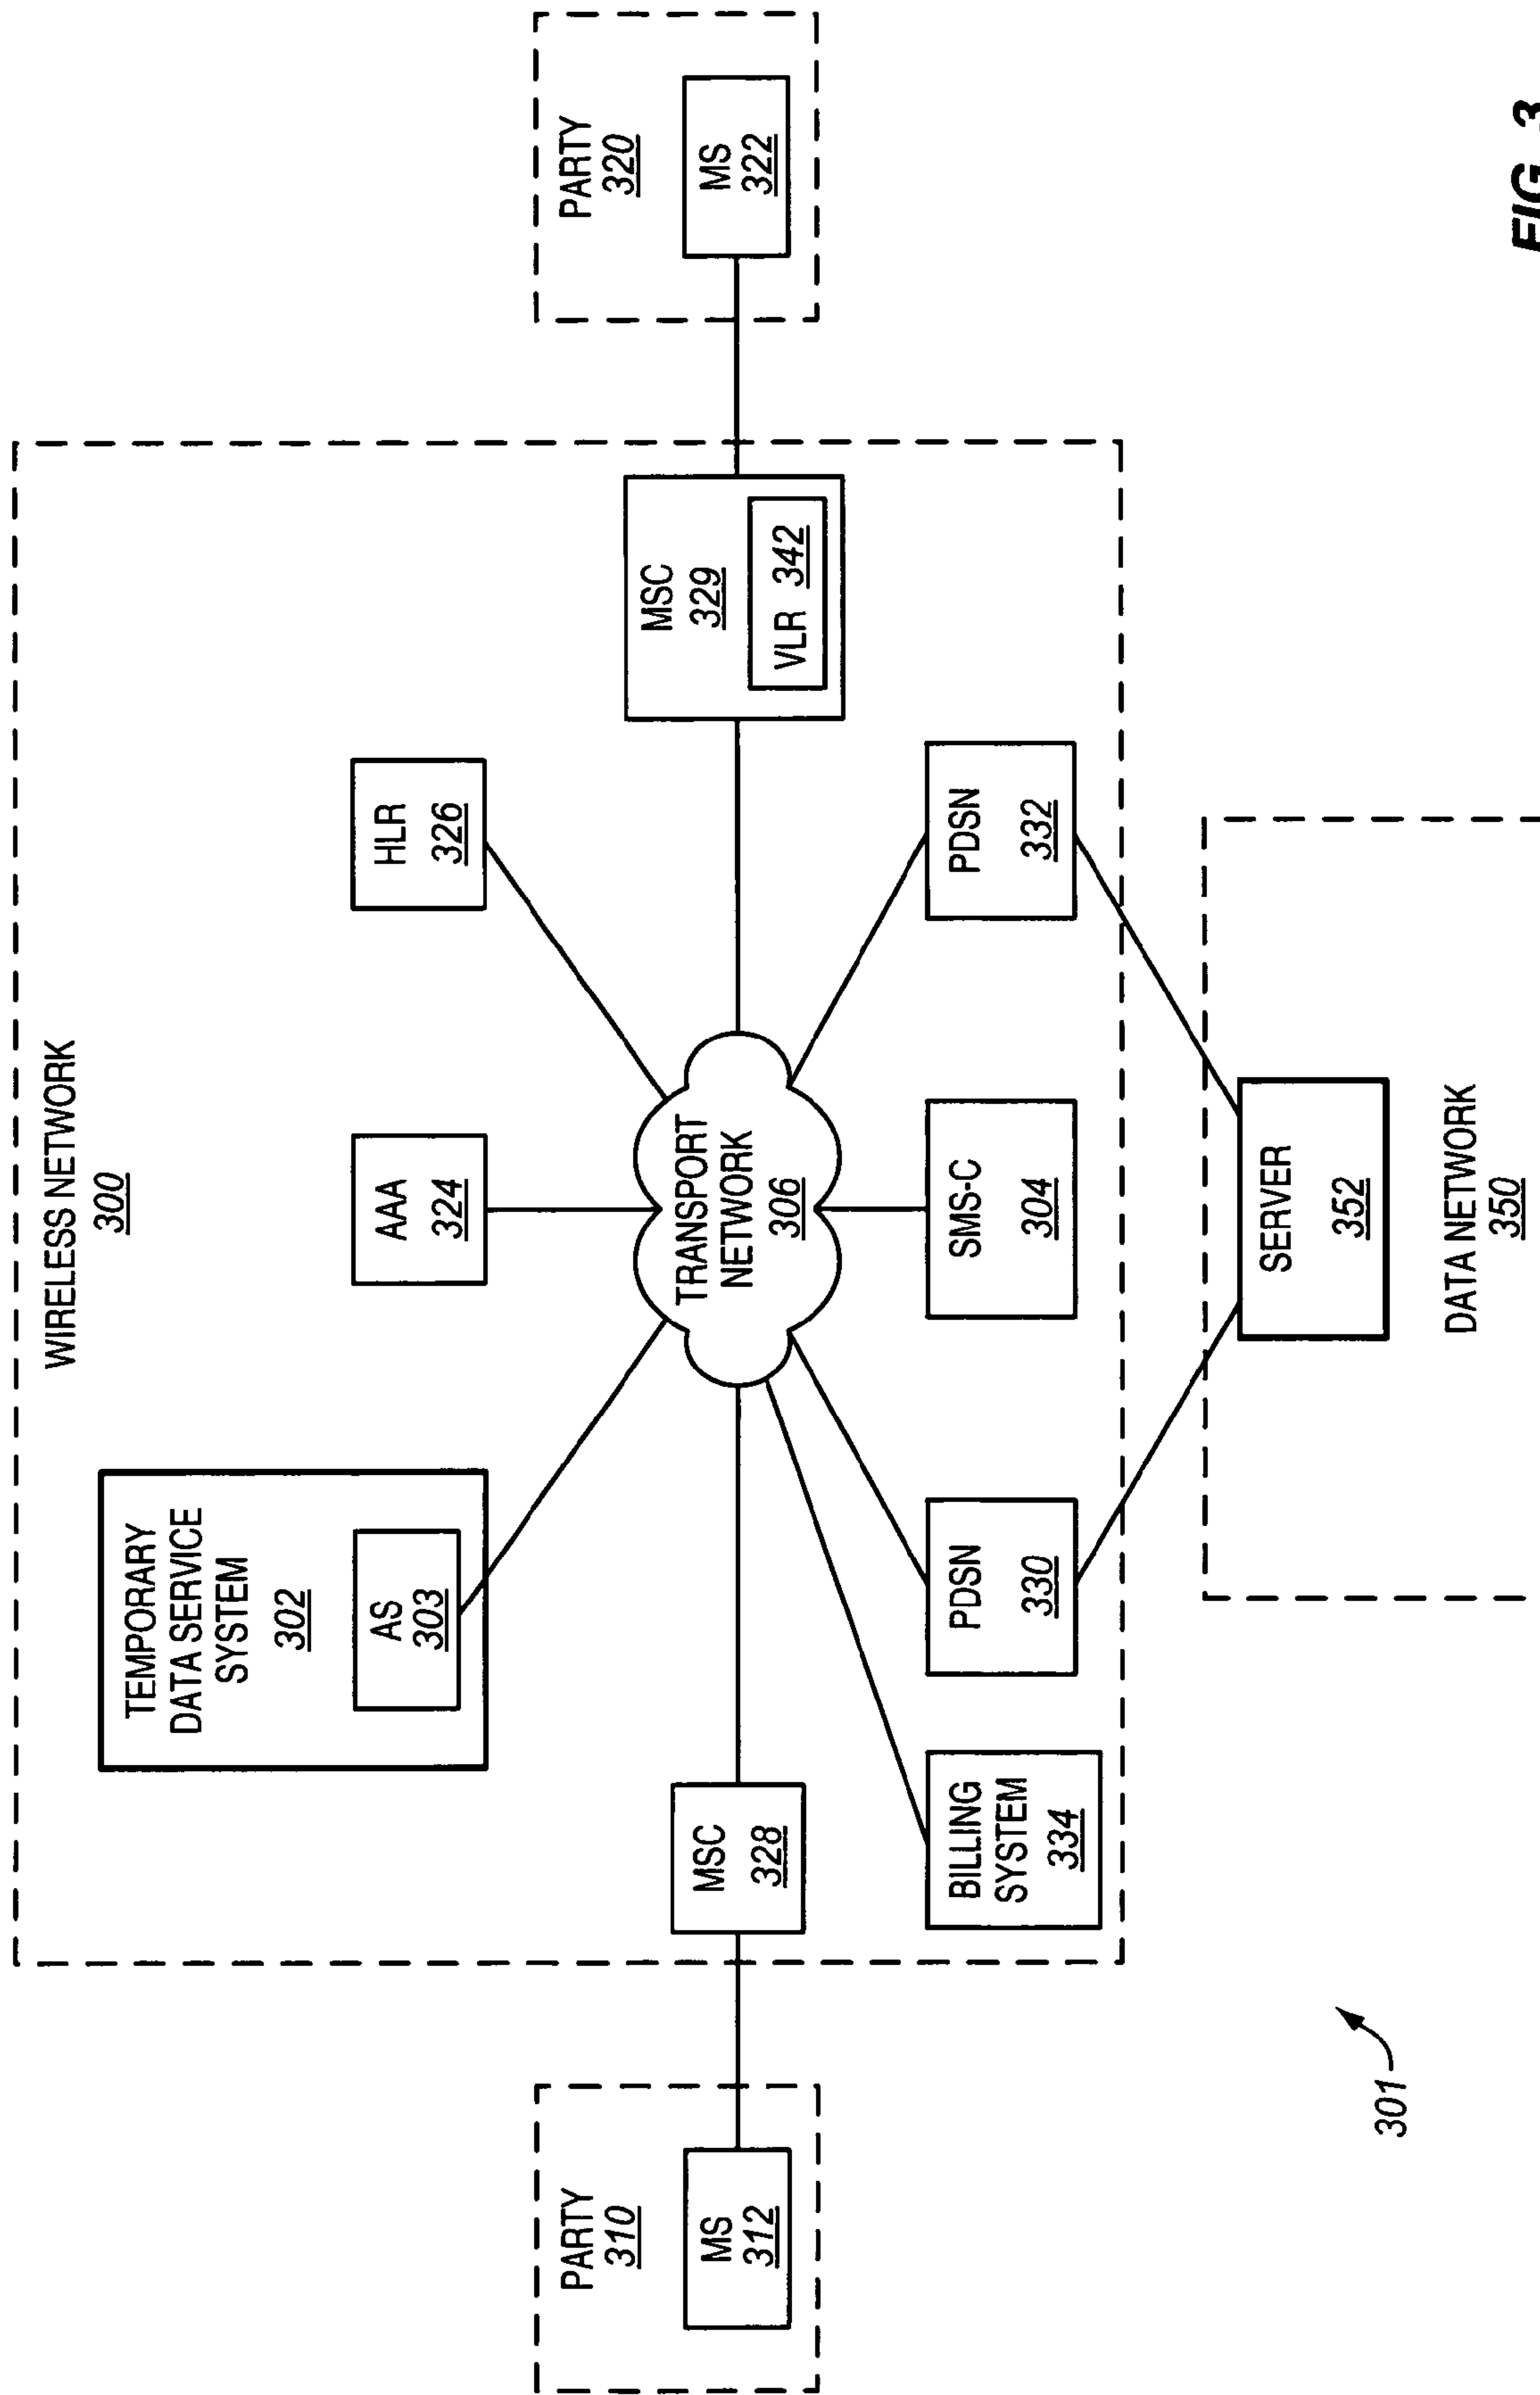 WIRELESS NETWORK
300
TEMPORARY
DATA SERVICE
SYSTEM
302
AS
303
AAA
324
HLR
326
PARTY
310
MS
312
MSC
328
TRANSPORT
NETWORK
306
MSC
329
VLR 342
PARTY
320
MS
322
BILLING
SYSTEM
334
PDSN
330
SMS-C
304
PDSN
332
SERVER
352
DATA NETWORK
350
301
FIG. 3